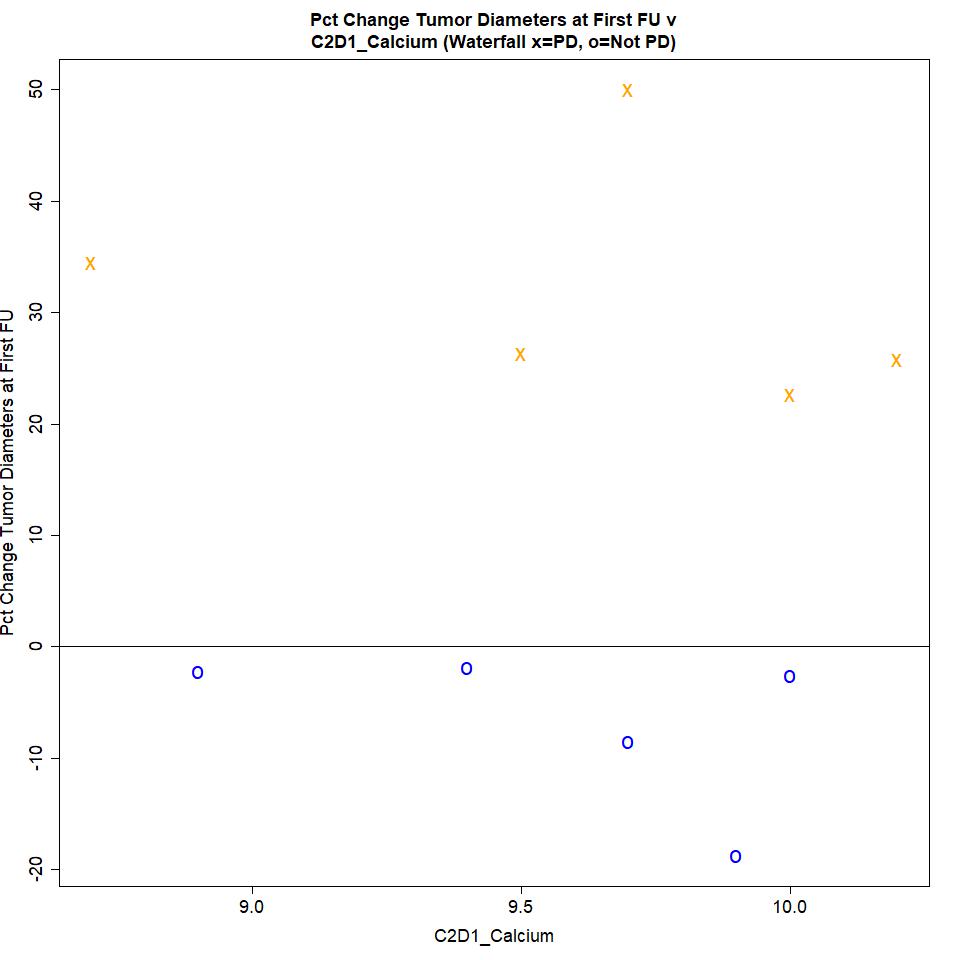 Pct Change Tumor Diameters at First FU v
C2D1_Calcium (Waterfall x=PD, o=Not PD)
Pct Change Tumor Diameters at First FU
50
40
30
20
10
0
-10
-20
X
X
X
X
X
O
O
O
O
O
9.0 9.5 10.0
C2D1_Calcium